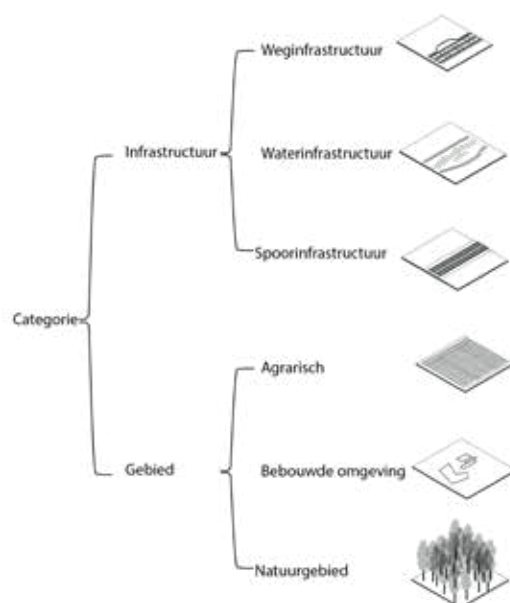 Weginfrastructuur
Infrastructuur
Waterinfrastructuur
Spoorinfrastructuur
Categorie
Agrarisch
Gebied
Bebouwde omgeving
Natuurgebied